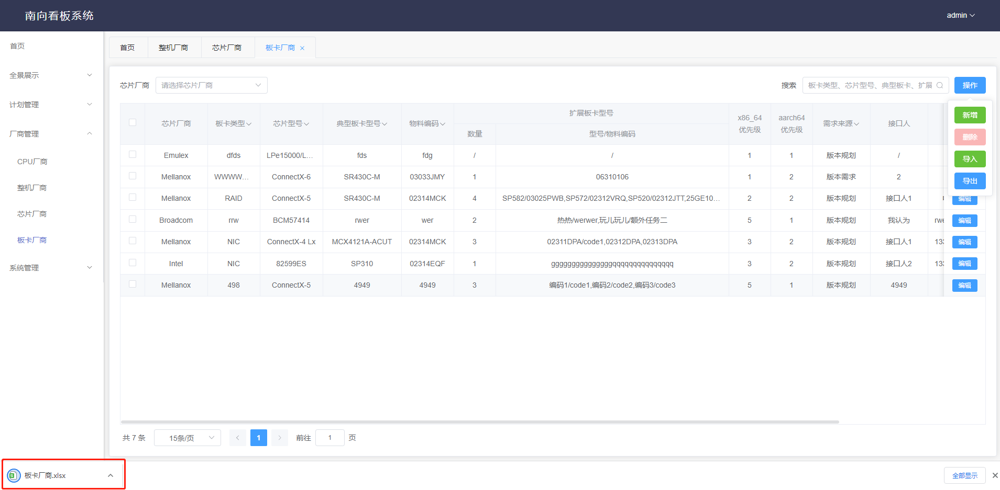 南向看板系统
admin
首页
全景展示
计划管理
厂商管理
CPU厂商
整机厂商
芯片厂商
板卡厂商
系统管理
首页 整机厂商 芯片厂商 板卡厂商
芯片厂商 请选择芯片厂商 搜索 板卡类型、芯片型号、典型板卡、扩展 操作
新增
删除
导入
导出
芯片厂商 板卡类型 芯片型号 典型板卡型号 物料编码 扩展板卡型号 x86_64 优先级 aarch64 优先级 需求来源 接口人
数量 型号/物料编码
Emulex dfds LPe15000/L... fds fdg / / 1 1 版本规划 /
Mellanox WWWW... ConnectX-6 SR430C-M 03033JMY 1 06310106 1 2 版本需求 2
Mellanox RAID ConnectX-5 SR430C-M 02314MCK 4 SP582/03025PWB,SP572/02312VRQ,SP520/02312JTT,25GE10... 2 2 版本规划 接口人1 编辑
Broadcom rrw BCM57414 rwer wer 2 热热/werwer,玩儿玩儿/额外任务二 5 1 版本规划 我认为 rwe 编辑
Mellanox NIC ConnectX-4 Lx MCX4121A-ACUT 02314MCK 3 02311DPA/code1,02312DPA,02313DPA 3 2 版本规划 接口人1 133 编辑
Intel NIC 82599ES SP310 02314EQF 1 gggggggggggggggqqqqqqqqqqqqqqq 3 2 版本规划 接口人2 133 编辑
Mellanox 498 ConnectX-5 4949 4949 3 编码1/code1,编码2/code2,编码3/code3 5 1 版本规划 4949 编辑
共 7 条 15条/页 1 前往 1 页
板卡厂商.xlsx 全部显示